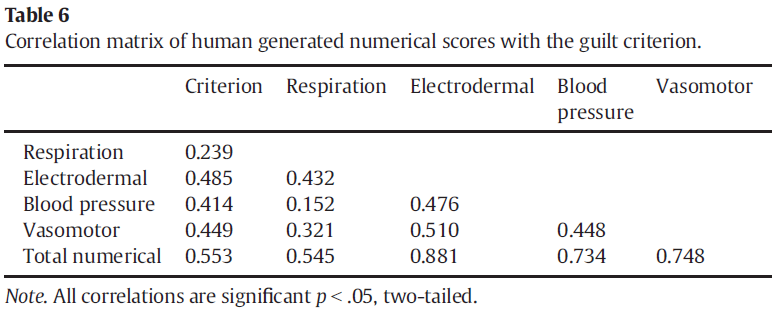 Table 6
Correlation matrix of human generated numerical scores with the guilt criterion.
Criterion Respiration Electrodermal Blood pressure Vasomotor
Respiration 0.239
Electrodermal 0.485 0.432
Blood pressure 0.414 0.152 0.476
Vasomotor 0.449 0.321 0.510 0.448
Total numerical 0.553 0.545 0.881 0.734 0.748
Note. All correlations are significant p < .05, two-tailed.